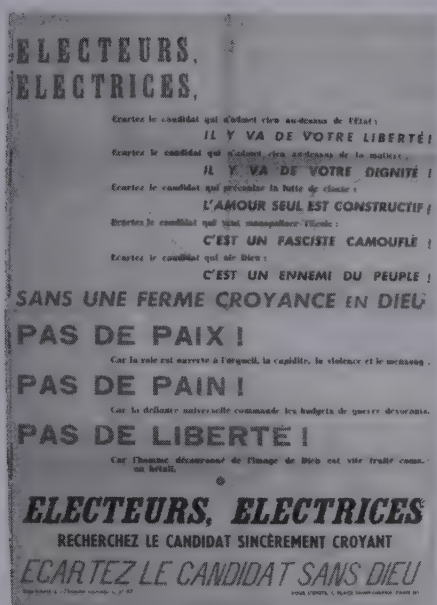 ELECTEURS,
ELECTRICES,
Ecartez le candidat qui n'admet rien au-dessus de l'Etat :
IL Y VA DE VOTRE LIBERTÉ !
Ecartez le candidat qui n'admet rien au-dessus de la matière :
IL Y VA DE VOTRE DIGNITÉ !
Ecartez le candidat qui préconise la lutte de classe :
L'AMOUR SEUL EST CONSTRUCTIF !
Ecartez le candidat qui veut monopoliser l'Ecole :
C'EST UN FASCISTE CAMOUFLÉ !
Ecartez le candidat qui nie Dieu :
C'EST UN ENNEMI DU PEUPLE !
SANS UNE FERME CROYANCE EN DIEU
PAS DE PAIX !
Car la voie est ouverte à l'orgueil, la cupidité, la violence et le mensong .
PAS DE PAIN !
Car la défiance universelle commande les budgets de guerre dévorants.
PAS DE LIBERTÉ !
Car l'homme découronné de l'image de Dieu est vite traité comme
un bétail.
ELECTEURS, ELECTRICES
RECHERCHEZ LE CANDIDAT SINCÈREMENT CROYANT
ECARTEZ LE CANDIDAT SANS DIEU